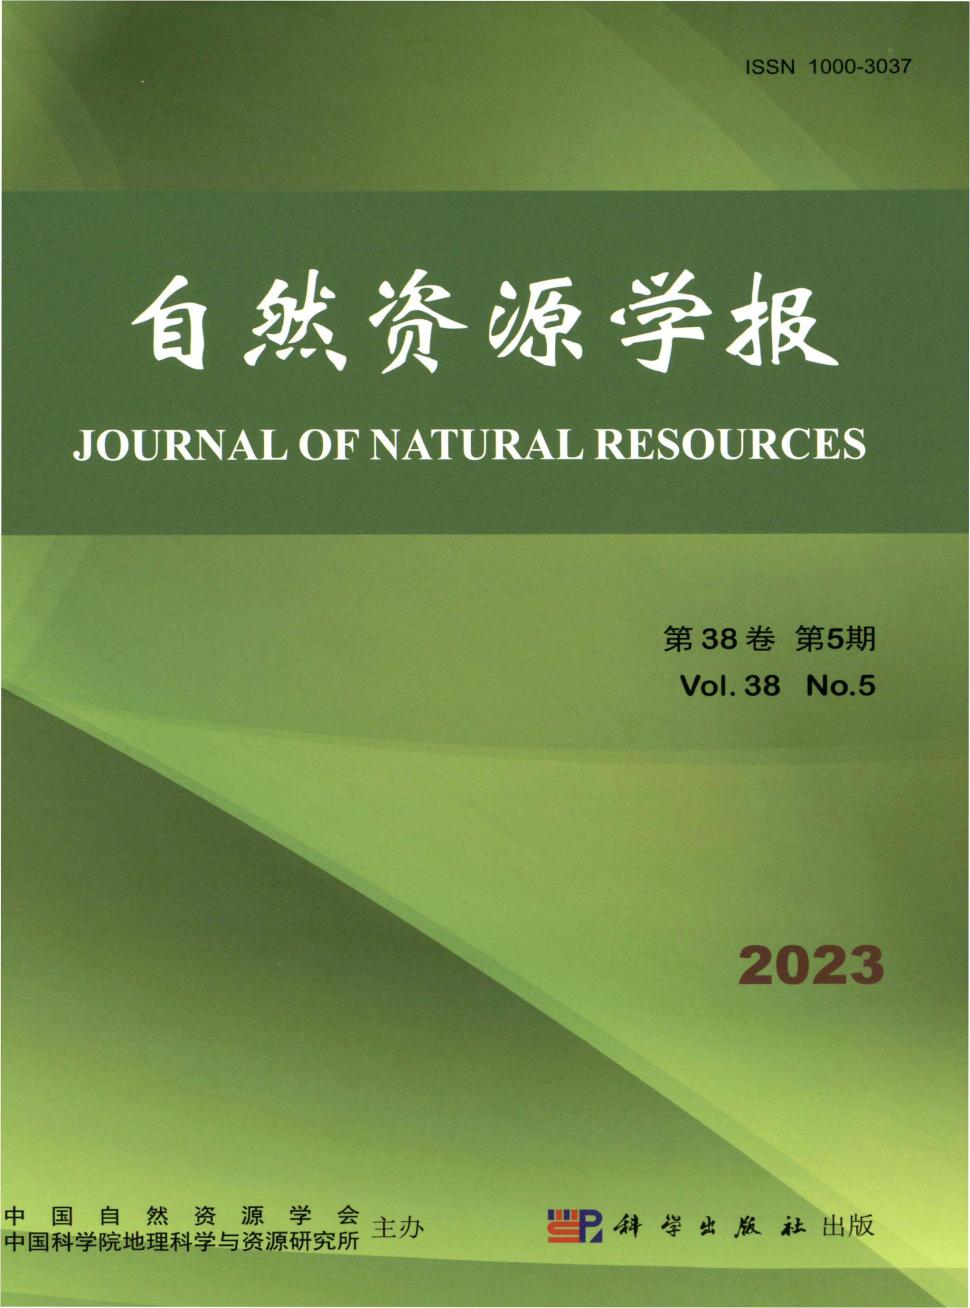 ISSN 1000-3037
自然资源学报
JOURNAL OF NATURAL RESOURCES
第 38 卷 第5期
Vol. 38 No.5
2023
中国自然资源学会
中国科学院地理科学与资源研究所 主办
科学出版社 出版